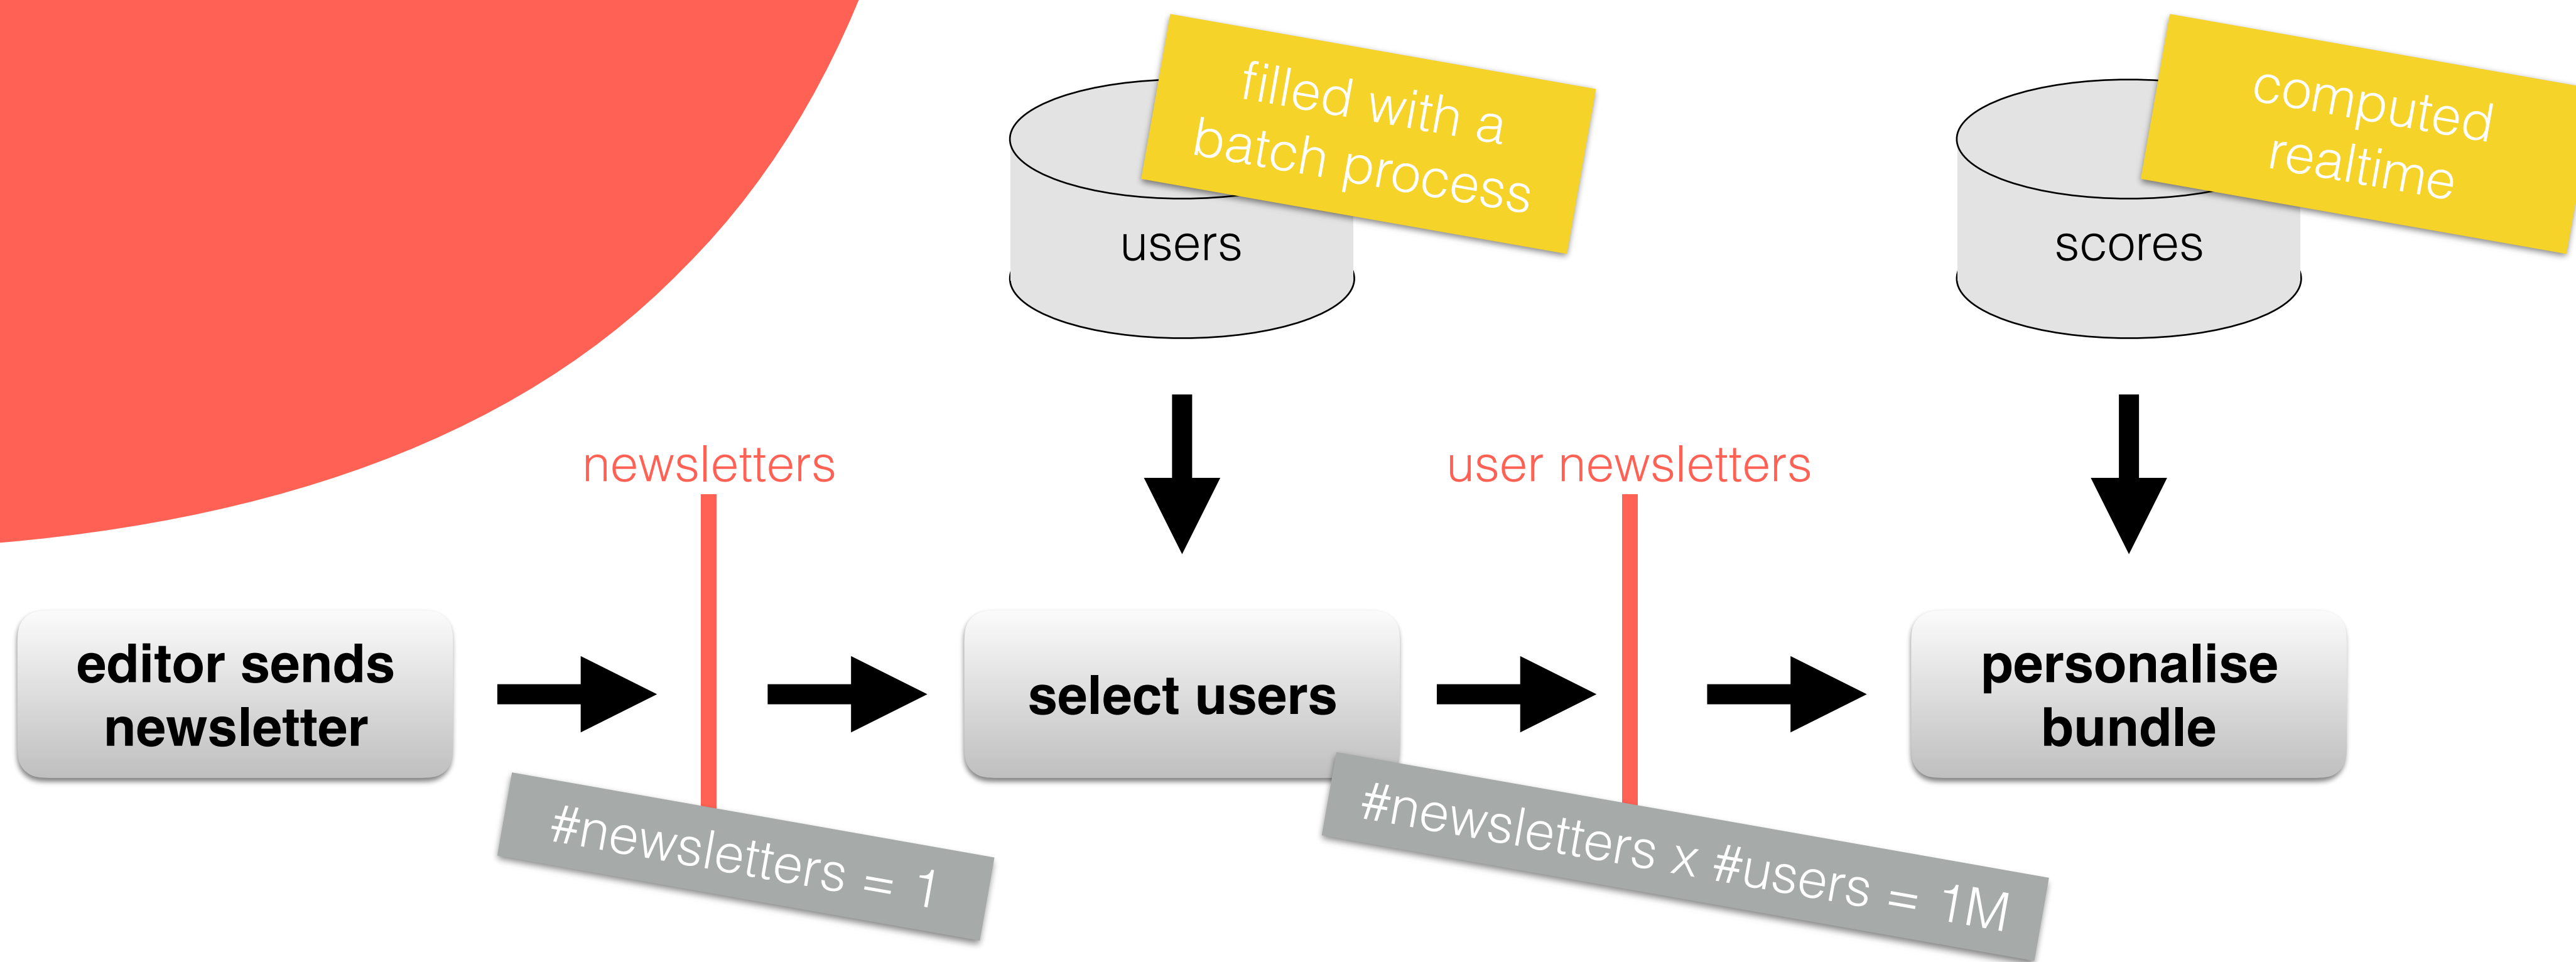 filled with a
batch process
users
computed
realtime
scores
newsletters
user newsletters
editor sends
newsletter
select users
personalise
bundle
#newsletters = 1
#newsletters x #users = 1M